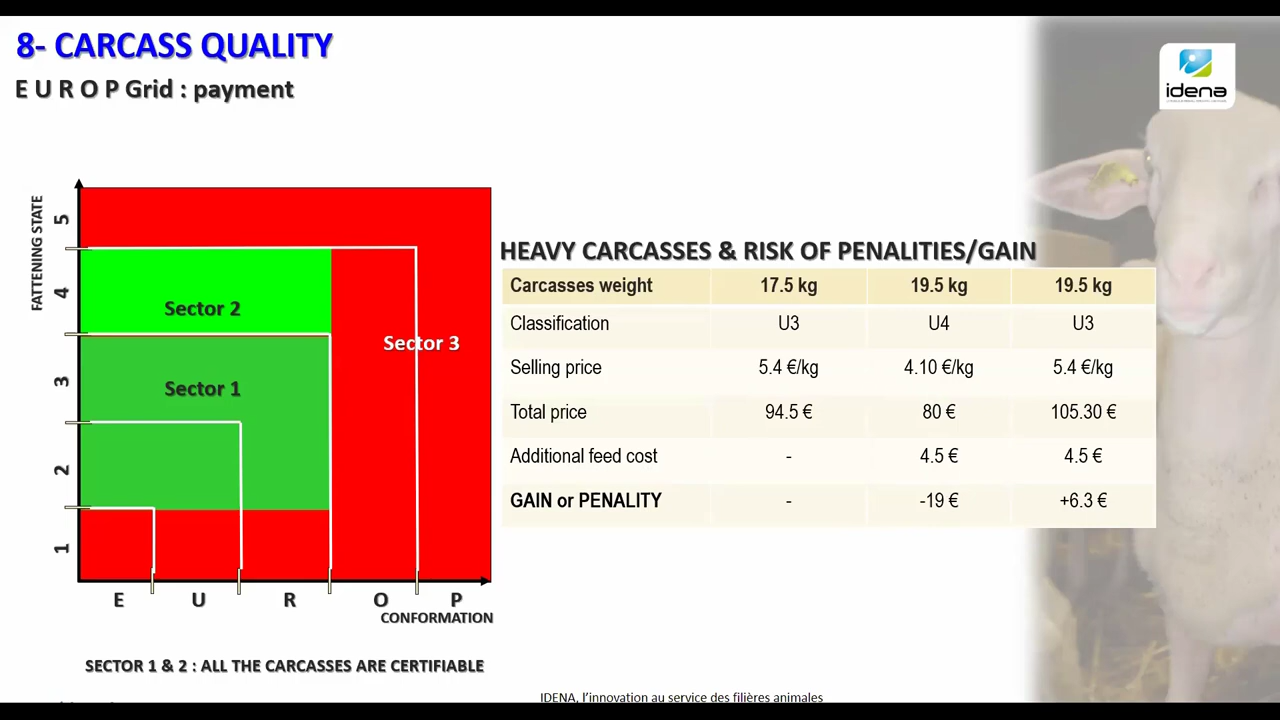 8- CARCASS QUALITY
E U R O P Grid : payment
idena
FATTENING STATE
5
4
3
2
1
Sector 2
Sector 1
Sector 3
E U R O P
CONFORMATION
SECTOR 1 & 2 : ALL THE CARCASSES ARE CERTIFIABLE
HEAVY CARCASSES & RISK OF PENALITIES/GAIN
Carcasses weight 17.5 kg 19.5 kg 19.5 kg
Classification U3 U4 U3
Selling price 5.4 €/kg 4.10 €/kg 5.4 €/kg
Total price 94.5 € 80 € 105.30 €
Additional feed cost - 4.5 € 4.5 €
GAIN or PENALITY - -19 € +6.3 €
IDENA, l’innovation au service des filières animales